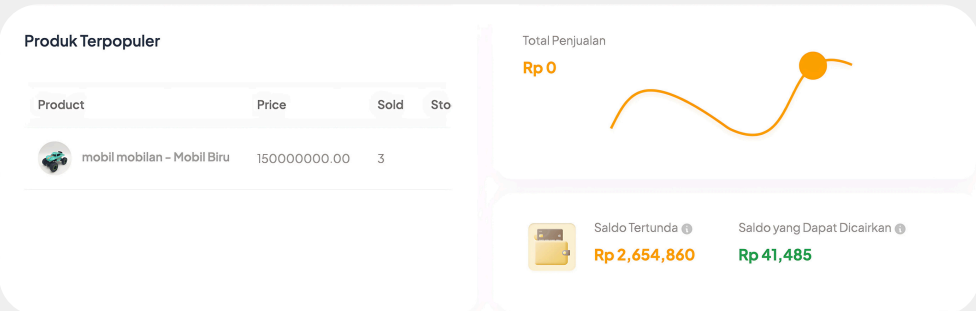 Produk Terpopuler
Product Price Sold Sto
mobil mobilan - Mobil Biru 150000000.00 3
Total Penjualan
Rp 0
Saldo Tertunda
Rp 2,654,860
Saldo yang Dapat Dicairkan
Rp 41,485